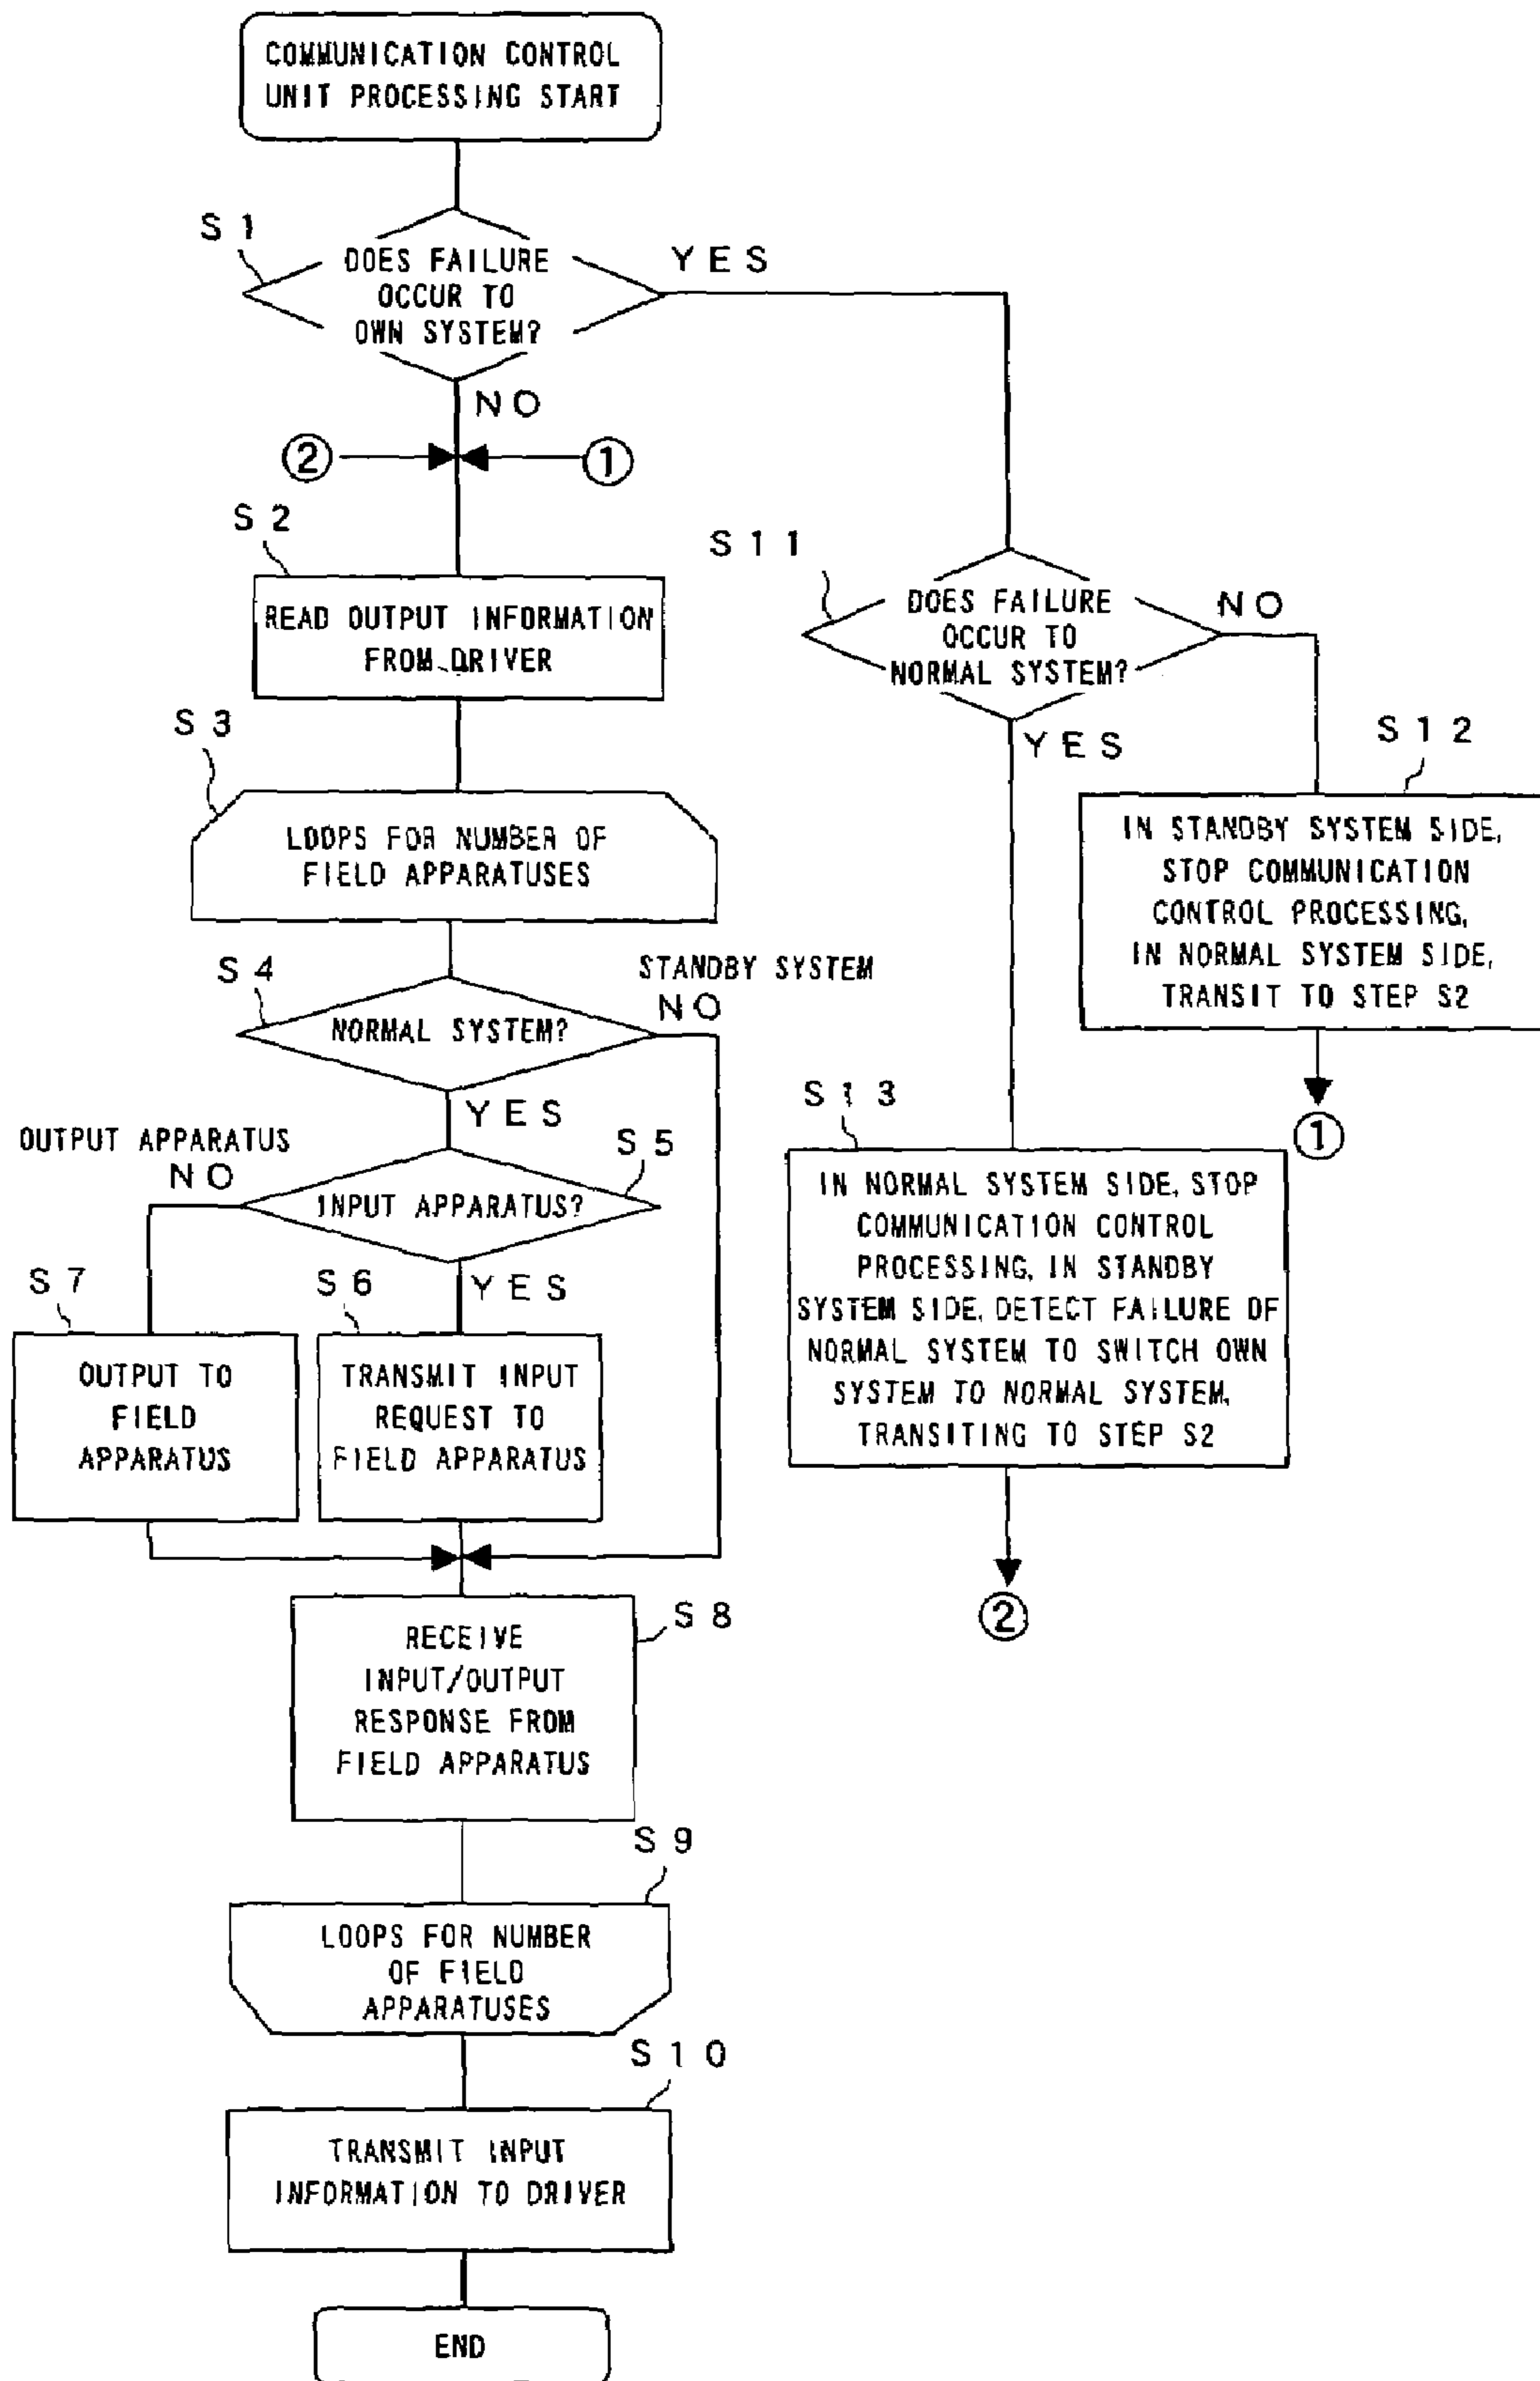 COMMUNICATION CONTROL
UNIT PROCESSING START
S1
DOES FAILURE
OCCUR TO
OWN SYSTEM?
YES
NO
② ①
S2
READ OUTPUT INFORMATION
FROM DRIVER
S3
LOOPS FOR NUMBER OF
FIELD APPARATUSES
S4
NORMAL SYSTEM?
STANDBY SYSTEM
NO
YES
S5
INPUT APPARATUS?
OUTPUT APPARATUS
NO
YES
S7
OUTPUT TO
FIELD
APPARATUS
S6
TRANSMIT INPUT
REQUEST TO
FIELD APPARATUS
S8
RECEIVE
INPUT/OUTPUT
RESPONSE FROM
FIELD APPARATUS
S9
LOOPS FOR NUMBER
OF FIELD
APPARATUSES
S10
TRANSMIT INPUT
INFORMATION TO DRIVER
END
S11
DOES FAILURE
OCCUR TO
NORMAL SYSTEM?
NO
YES
S12
IN STANDBY SYSTEM SIDE,
STOP COMMUNICATION
CONTROL PROCESSING,
IN NORMAL SYSTEM SIDE,
TRANSIT TO STEP S2
①
S13
IN NORMAL SYSTEM SIDE, STOP
COMMUNICATION CONTROL
PROCESSING, IN STANDBY
SYSTEM SIDE, DETECT FAILURE OF
NORMAL SYSTEM TO SWITCH OWN
SYSTEM TO NORMAL SYSTEM,
TRANSITING TO STEP S2
②